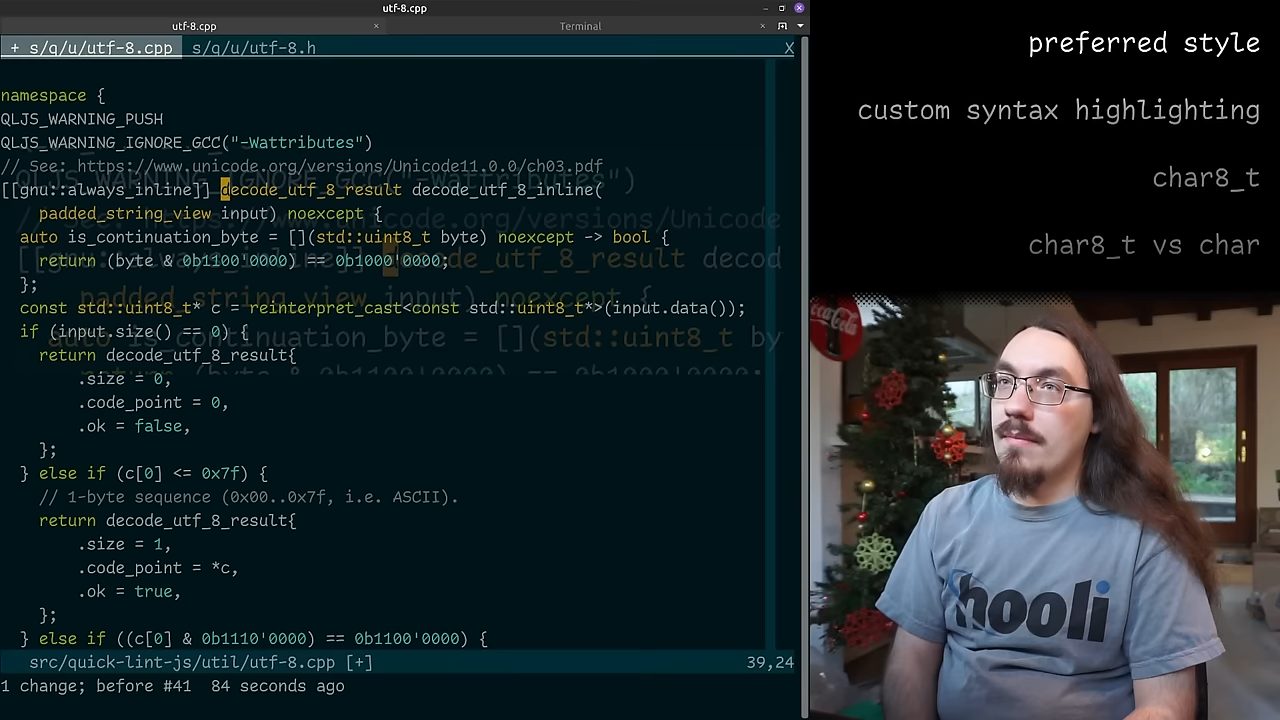 utf-8.cpp
utf-8.cpp × Terminal ×
+ s/q/u/utf-8.cpp s/q/u/utf-8.h X
namespace {
QLJS_WARNING_PUSH
QLJS_WARNING_IGNORE_GCC("-Wattributes")
// See: https://www.unicode.org/versions/Unicode11.0.0/ch03.pdf
[[gnu::always_inline]] decode_utf_8_result decode_utf_8_inline(
    padded_string_view input) noexcept {
  auto is_continuation_byte = [](std::uint8_t byte) noexcept -> bool {
    return (byte & 0b1100'0000) == 0b1000'0000;
  };
  const std::uint8_t* c = reinterpret_cast<const std::uint8_t*>(input.data());
  if (input.size() == 0) {
    return decode_utf_8_result{
        .size = 0,
        .code_point = 0,
        .ok = false,
    };
  } else if (c[0] <= 0x7f) {
    // 1-byte sequence (0x00..0x7f, i.e. ASCII).
    return decode_utf_8_result{
        .size = 1,
        .code_point = *c,
        .ok = true,
    };
  } else if ((c[0] & 0b1110'0000) == 0b1100'0000) {
src/quick-lint-js/util/utf-8.cpp [+] 39,24
1 change; before #41 84 seconds ago
preferred style
custom syntax highlighting
char8_t
char8_t vs char
Coca-Cola
hooli